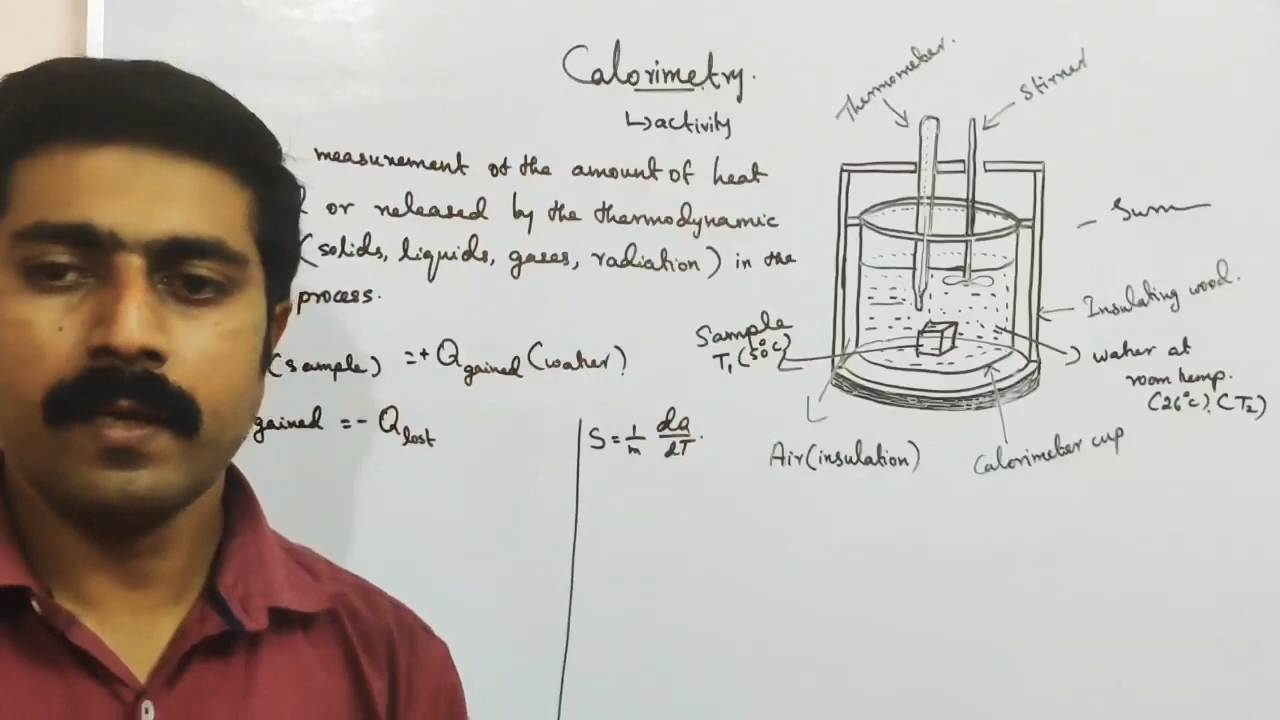 Calorimetry.
↳activity
measurement of the amount of heat
or released by the thermodynamic
(solids, liquids, gases, radiation) in the
process.
(sample) =+ Qgained (water)
gained =- Qlost
S = 1/m dQ/dT.
Thermometer.
Stirrer
Insulating wood.
Sample
T1 (50°C)
water at
room temp.
(26°C). (T2)
Air (insulation)
Calorimeter cup